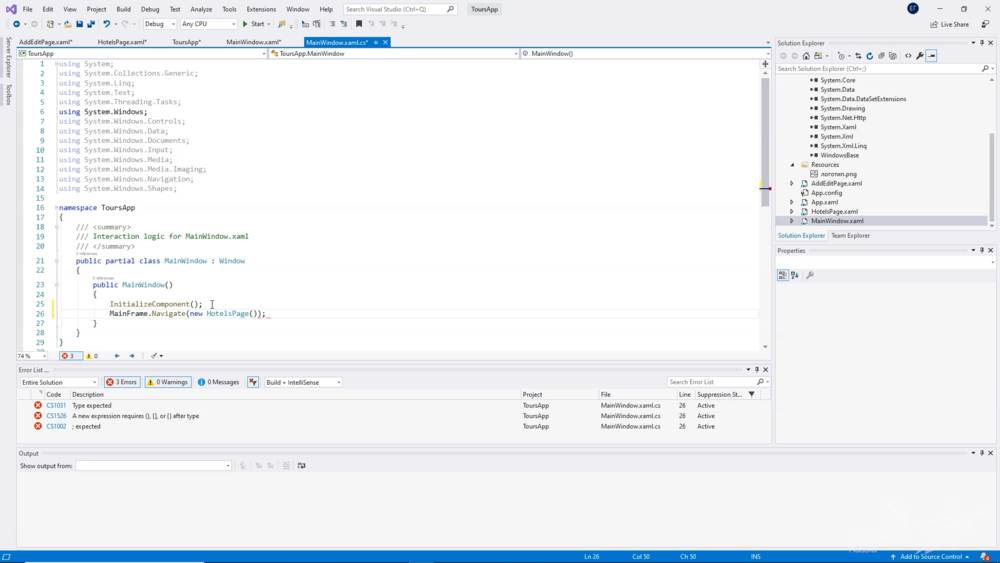 File Edit View Project Build Debug Test Analyze Tools Extensions Window Help Search Visual Studio (Ctrl+Q) ToursApp
Debug Any CPU Start Live Share
AddEditPage.xaml* HotelsPage.xaml* ToursApp* MainWindow.xaml* MainWindow.xaml.cs*
ToursApp ToursApp.MainWindow MainWindow()
Server Explorer
Toolbox
1 using System;
2 using System.Collections.Generic;
3 using System.Linq;
4 using System.Text;
5 using System.Threading.Tasks;
6 using System.Windows;
7 using System.Windows.Controls;
8 using System.Windows.Data;
9 using System.Windows.Documents;
10 using System.Windows.Input;
11 using System.Windows.Media;
12 using System.Windows.Media.Imaging;
13 using System.Windows.Navigation;
14 using System.Windows.Shapes;
15
16 namespace ToursApp
17 {
18 /// <summary>
19 /// Interaction logic for MainWindow.xaml
20 /// </summary>
2 references
21 public partial class MainWindow : Window
22 {
0 references
23 public MainWindow()
24 {
25 InitializeComponent();
26 MainFrame.Navigate(new HotelsPage());
27 }
28 }
29 }
74 % 3 0
Error List ...
Entire Solution 3 Errors 0 Warnings 0 Messages Build + IntelliSense Search Error List
Code Description Project File Line Suppression St...
CS1031 Type expected ToursApp MainWindow.xaml.cs 26 Active
CS1526 A new expression requires (), [], or {} after type ToursApp MainWindow.xaml.cs 26 Active
CS1002 ; expected ToursApp MainWindow.xaml.cs 26 Active
Output
Show output from:
Solution Explorer
Search Solution Explorer (Ctrl+;)
System.Core
System.Data
System.Data.DataSetExtensions
System.Drawing
System.Net.Http
System.Xaml
System.Xml
System.Xml.Linq
WindowsBase
Resources
логотип.png
AddEditPage.xaml
App.config
App.xaml
HotelsPage.xaml
MainWindow.xaml
Solution Explorer Team Explorer
Properties
Ln 26 Col 50 Ch 50 INS Add to Source Control 4